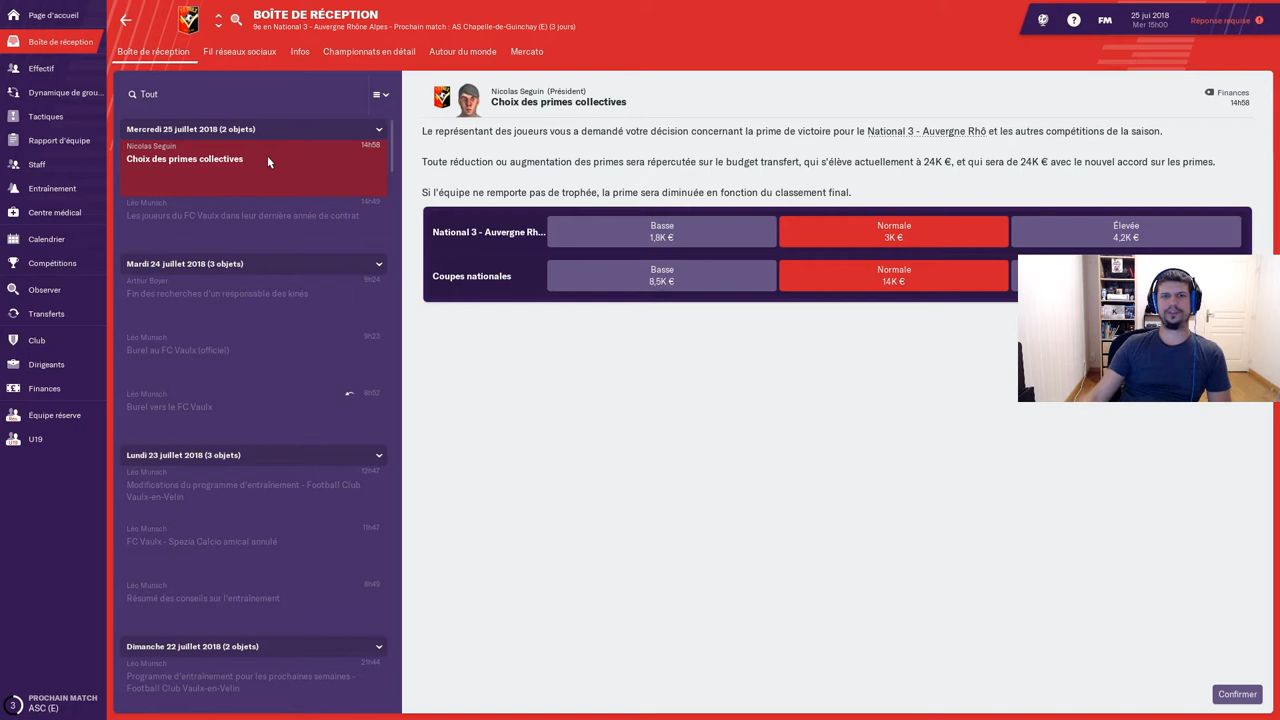 Page d'accueil
Boîte de réception
Effectif
Dynamique de grou...
Tactiques
Rapport d'équipe
Staff
Entraînement
Centre médical
Calendrier
Compétitions
Observer
Transferts
Club
Dirigeants
Finances
Équipe réserve
U19
3
PROCHAIN MATCH
ASC (E)
BOÎTE DE RÉCEPTION
9e en National 3 - Auvergne Rhône Alpes - Prochain match : AS Chapelle-de-Guinchay (E) (3 jours)
FM
25 jui 2018
Mer 15h00
Réponse requise
Boîte de réception
Fil réseaux sociaux
Infos
Championnats en détail
Autour du monde
Mercato
Tout
Mercredi 25 juillet 2018 (2 objets)
Nicolas Seguin 14h58
Choix des primes collectives
Léo Munsch 14h49
Les joueurs du FC Vaulx dans leur dernière année de contrat
Mardi 24 juillet 2018 (3 objets)
Arthur Boyer 9h24
Fin des recherches d'un responsable des kinés
Léo Munsch 9h23
Burel au FC Vaulx (officiel)
Léo Munsch 8h52
Burel vers le FC Vaulx
Lundi 23 juillet 2018 (3 objets)
Léo Munsch 12h47
Modifications du programme d'entraînement - Football Club
Vaulx-en-Velin
Léo Munsch 11h47
FC Vaulx - Spezia Calcio amical annulé
Léo Munsch 8h49
Résumé des conseils sur l'entraînement
Dimanche 22 juillet 2018 (2 objets)
Léo Munsch 21h44
Programme d'entraînement pour les prochaines semaines -
Football Club Vaulx-en-Velin
Nicolas Seguin (Président)
Choix des primes collectives
Finances
14h58
Le représentant des joueurs vous a demandé votre décision concernant la prime de victoire pour le National 3 - Auvergne Rhô et les autres compétitions de la saison.
Toute réduction ou augmentation des primes sera répercutée sur le budget transfert, qui s'élève actuellement à 24K €, et qui sera de 24K € avec le nouvel accord sur les primes.
Si l'équipe ne remporte pas de trophée, la prime sera diminuée en fonction du classement final.
National 3 - Auvergne Rh...
Basse
1,8K €
Normale
3K €
Élevée
4,2K €
Coupes nationales
Basse
8,5K €
Normale
14K €
Confirmer